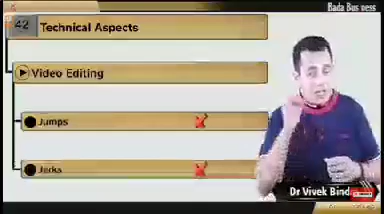 Bada Business
42 Technical Aspects
Video Editing
Jumps
Jerks
Dr Vivek Bind